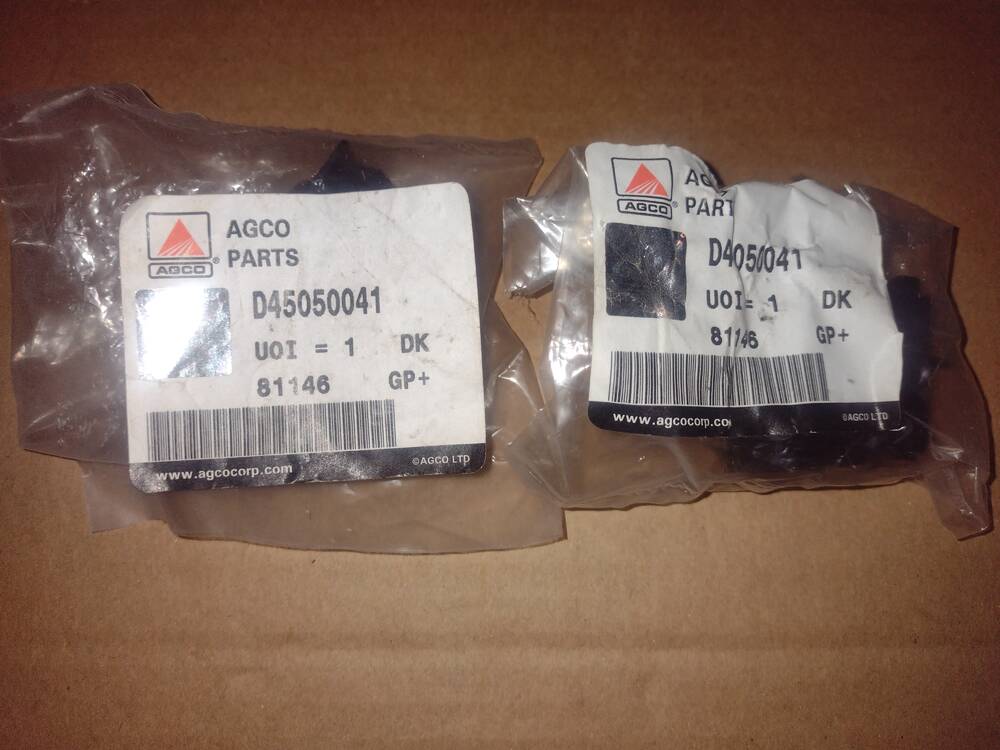 AGCO
PARTS
AGCO®
D45050041
UOI = 1 DK
81146 GP+
www.agcocorp.com ©AGCO LTD
PART
AGCO®
D4050041
UOI= 1 DK
81146 GP+
www.agcocorp.co ©AGCO LTD